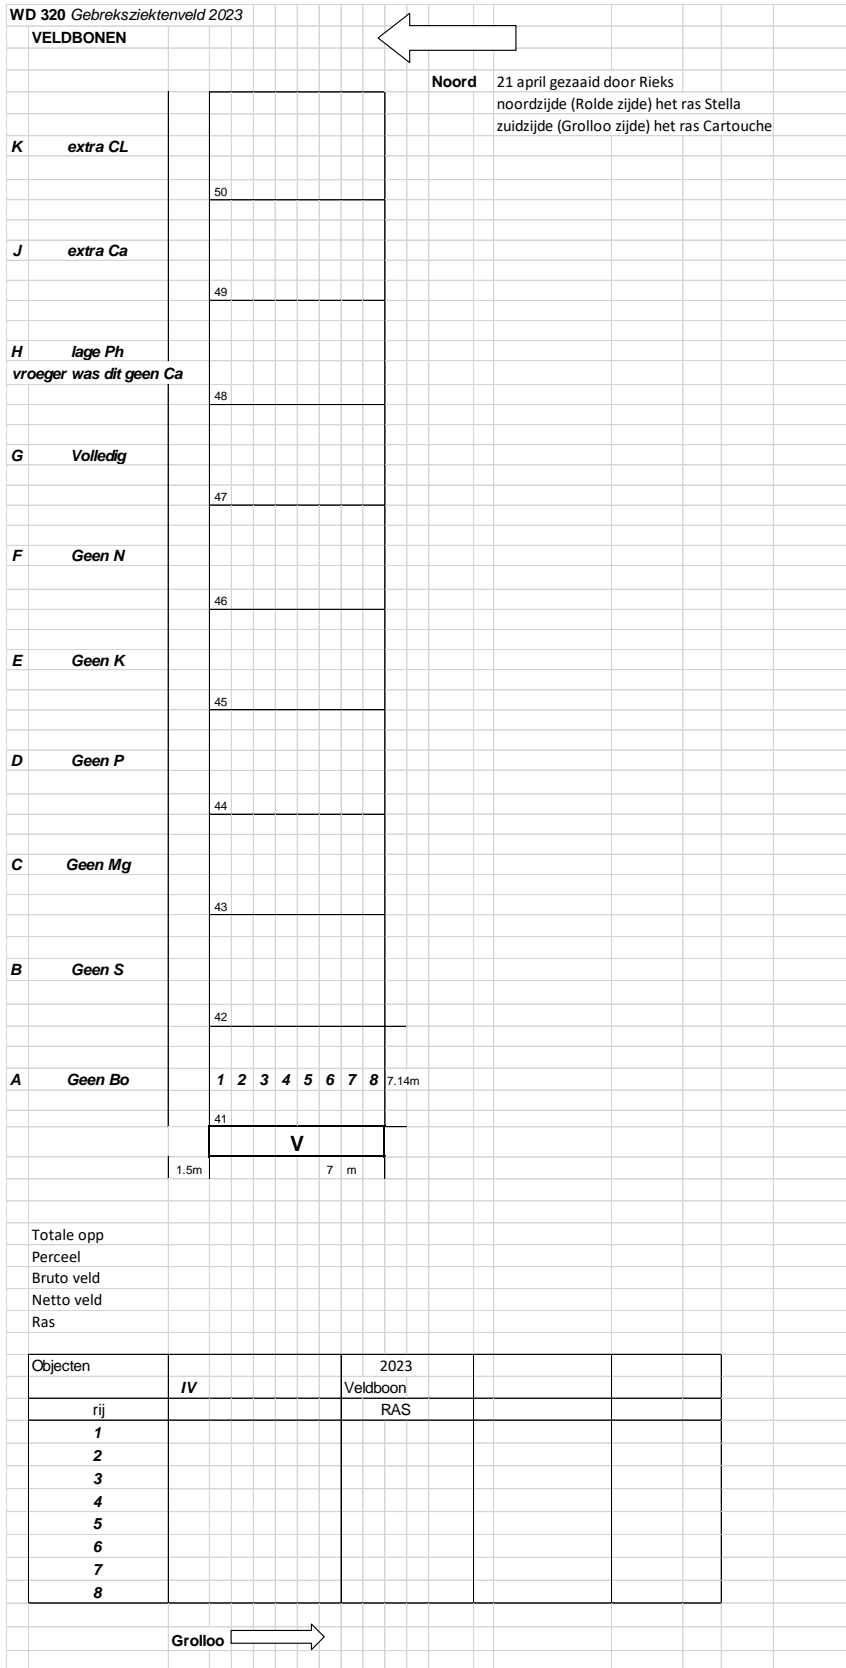 WD 320 Gebreksziektenveld 2023
VELDBONEN
Noord 21 april gezaaid door Rieks
noordzijde (Rolde zijde) het ras Stella
zuidzijde (Grolloo zijde) het ras Cartouche
K extra CL
50
J extra Ca
49
H lage Ph
vroeger was dit geen Ca
48
G Volledig
47
F Geen N
46
E Geen K
45
D Geen P
44
C Geen Mg
43
B Geen S
42
A Geen Bo 1 2 3 4 5 6 7 8 7.14m
41
V
1.5m 7 m
Totale opp
Perceel
Bruto veld
Netto veld
Ras
Objecten 2023
IV Veldboon
rij RAS
1
2
3
4
5
6
7
8
Grolloo